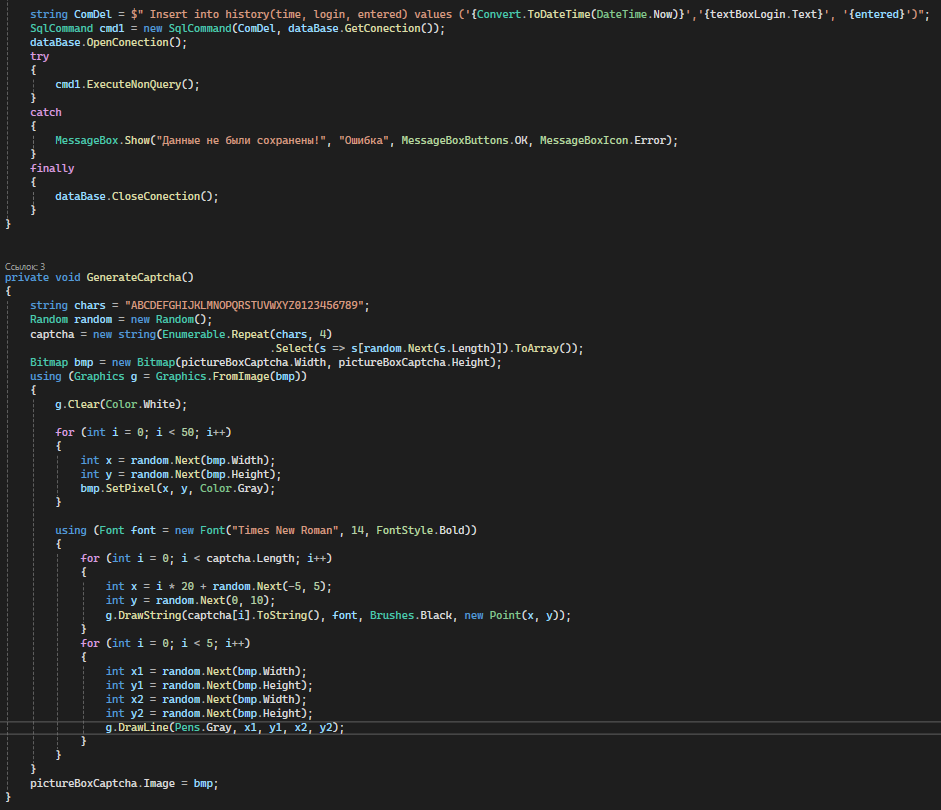 string ComDel = $" Insert into history(time, login, entered) values ('{Convert.ToDateTime(DateTime.Now)}','{textBoxLogin.Text}', '{entered}')";
SqlCommand cmd1 = new SqlCommand(ComDel, dataBase.GetConection());
dataBase.OpenConection();
try
{
cmd1.ExecuteNonQuery();
}
catch
{
MessageBox.Show("Данные не были сохранены!", "Ошибка", MessageBoxButtons.OK, MessageBoxIcon.Error);
}
finally
{
dataBase.CloseConection();
}
}
Ссылок: 3
private void GenerateCaptcha()
{
string chars = "ABCDEFGHIJKLMNOPQRSTUVWXYZ0123456789";
Random random = new Random();
captcha = new string(Enumerable.Repeat(chars, 4)
.Select(s => s[random.Next(s.Length)]).ToArray());
Bitmap bmp = new Bitmap(pictureBoxCaptcha.Width, pictureBoxCaptcha.Height);
using (Graphics g = Graphics.FromImage(bmp))
{
g.Clear(Color.White);
for (int i = 0; i < 50; i++)
{
int x = random.Next(bmp.Width);
int y = random.Next(bmp.Height);
bmp.SetPixel(x, y, Color.Gray);
}
using (Font font = new Font("Times New Roman", 14, FontStyle.Bold))
{
for (int i = 0; i < captcha.Length; i++)
{
int x = i * 20 + random.Next(-5, 5);
int y = random.Next(0, 10);
g.DrawString(captcha[i].ToString(), font, Brushes.Black, new Point(x, y));
}
for (int i = 0; i < 5; i++)
{
int x1 = random.Next(bmp.Width);
int y1 = random.Next(bmp.Height);
int x2 = random.Next(bmp.Width);
int y2 = random.Next(bmp.Height);
g.DrawLine(Pens.Gray, x1, y1, x2, y2);
}
}
}
pictureBoxCaptcha.Image = bmp;
}